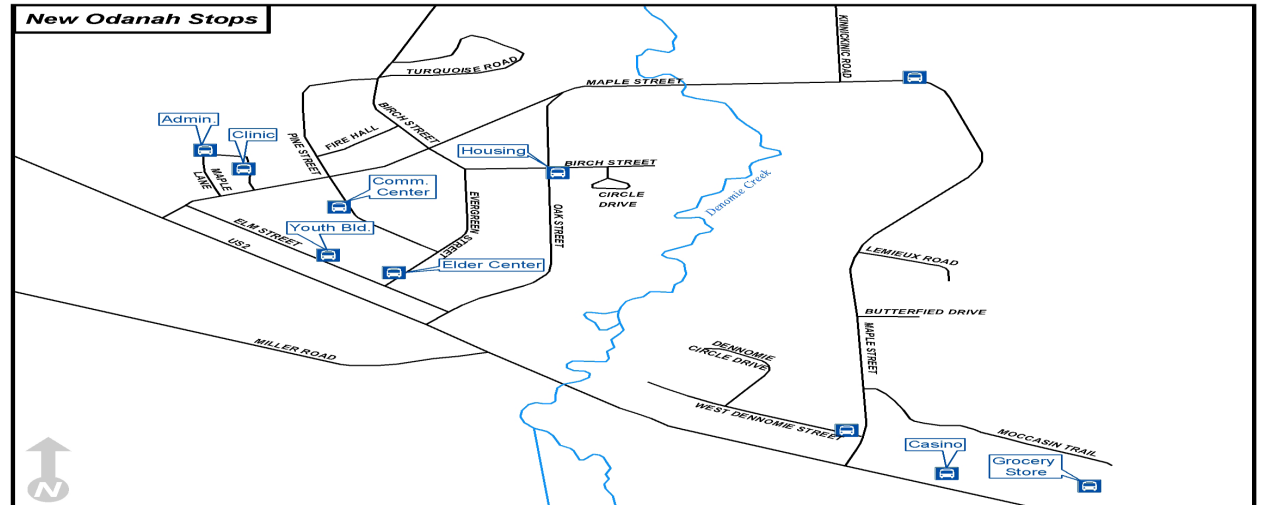 New Odanah Stops
KINNICKINIC ROAD
TURQUOISE ROAD
MAPLE STREET
BIRCH STREET
Admin.
Clinic
FIRE HALL
PINE STREET
Housing
BIRCH STREET
MAPLE
LANE
Comm.
Center
CIRCLE
DRIVE
EVERGREEN
STREET
OAK STREET
Denomie Creek
ELM STREET
Youth Bld.
US2
Elder Center
LEMIEUX ROAD
BUTTERFIED DRIVE
MAPLE STREET
MILLER ROAD
DENNOMIE
CIRCLE DRIVE
WEST DENNOMIE STREET
MOCCASIN TRAIL
Casino
Grocery
Store
N